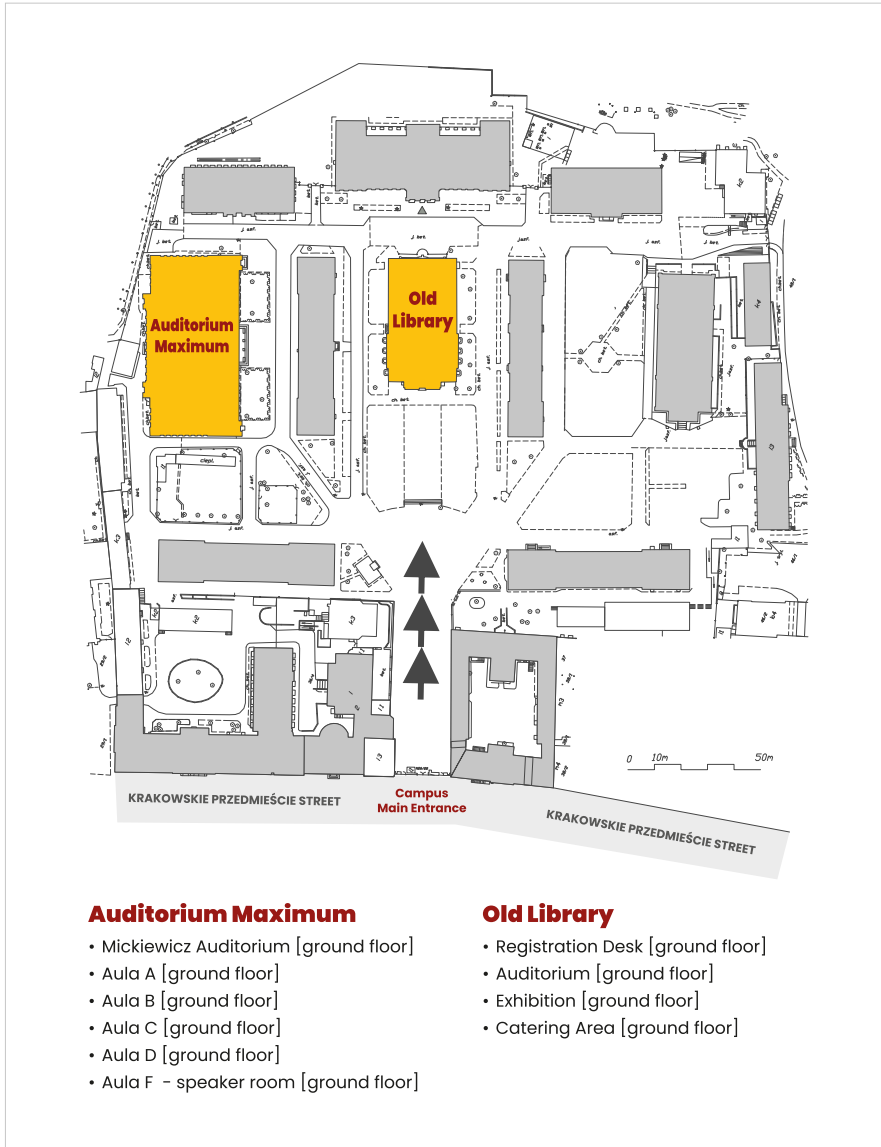 Auditorium
Maximum
Old
Library
Campus
Main Entrance
KRAKOWSKIE PRZEDMIEŚCIE STREET
KRAKOWSKIE PRZEDMIEŚCIE STREET
0 10m 50m
Auditorium Maximum
• Mickiewicz Auditorium [ground floor]
• Aula A [ground floor]
• Aula B [ground floor]
• Aula C [ground floor]
• Aula D [ground floor]
• Aula F - speaker room [ground floor]
Old Library
• Registration Desk [ground floor]
• Auditorium [ground floor]
• Exhibition [ground floor]
• Catering Area [ground floor]